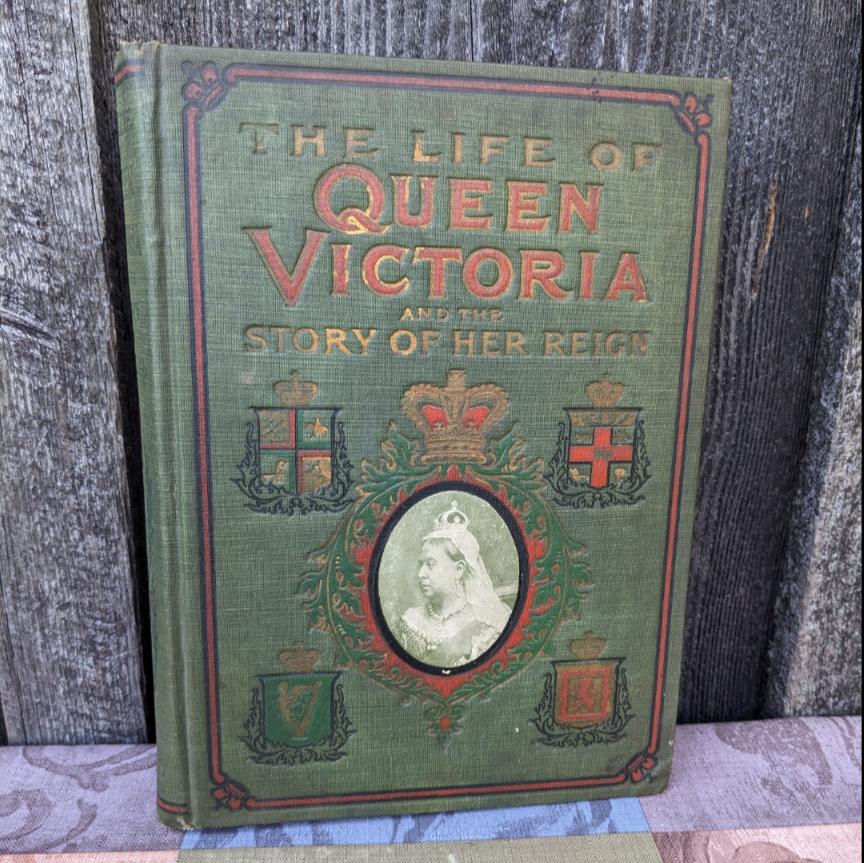 THE LIFE OF
QUEEN
VICTORIA
AND THE
STORY OF HER REIGN